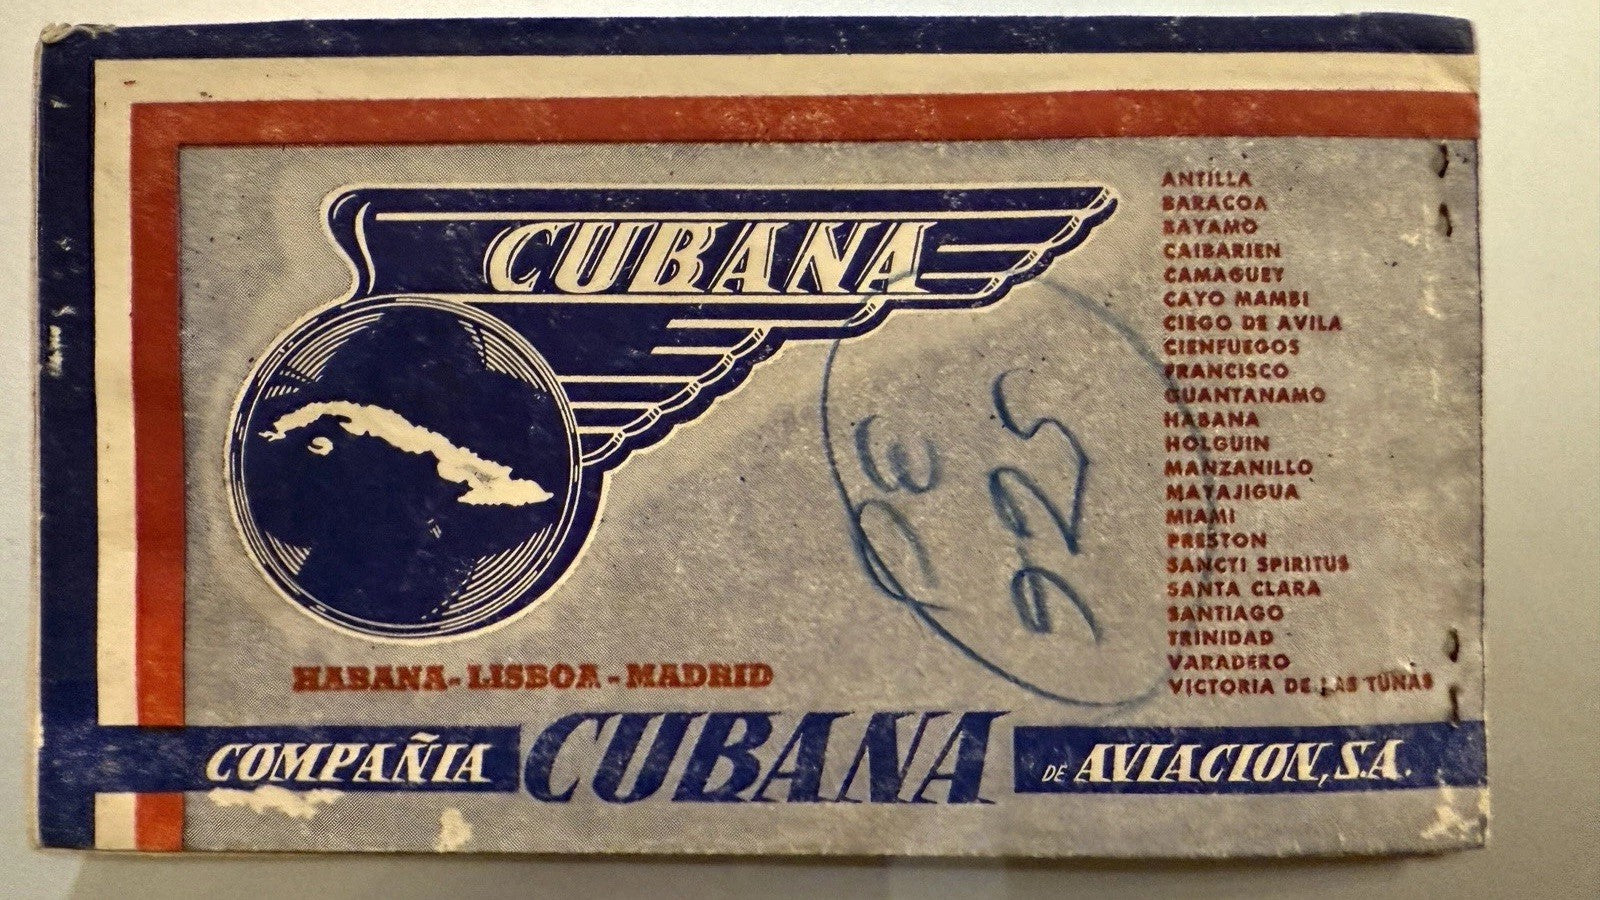 CUBANA
ANTILLA
BARACOA
BAYAMO
CAIBARIEN
CAMAGUEY
CAYO MAMBI
CIEGO DE AVILA
CIENFUEGOS
FRANCISCO
GUANTANAMO
HABANA
HOLGUIN
MANZANILLO
MAYAJIGUA
MIAMI
PRESTON
SANCTI SPIRITUS
SANTA CLARA
SANTIAGO
TRINIDAD
VARADERO
VICTORIA DE LAS TUNAS
HABANA-LISBOA-MADRID
COMPAÑIA CUBANA DE AVIACION, S.A.